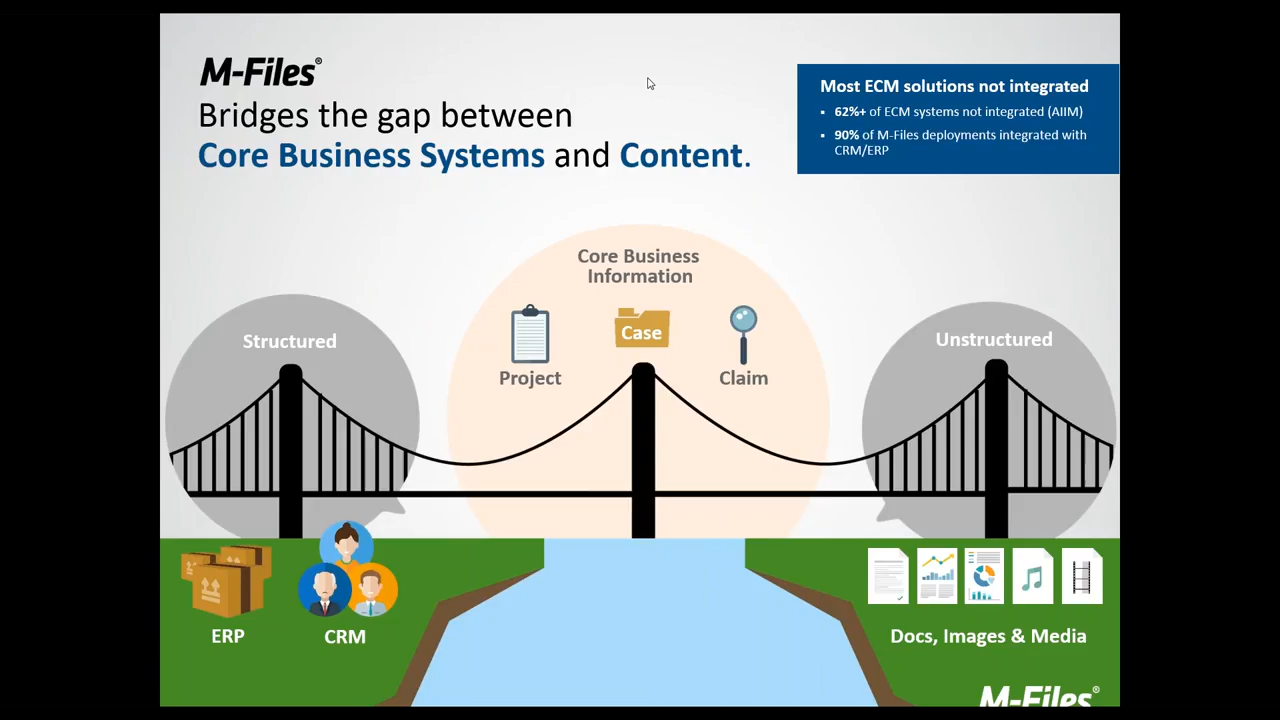 M-Files®
Bridges the gap between
Core Business Systems and Content.
Most ECM solutions not integrated
▪ 62%+ of ECM systems not integrated (AIIM)
▪ 90% of M-Files deployments integrated with
CRM/ERP
Core Business
Information
Structured
Case
Unstructured
Project
Claim
ERP
CRM
Docs, Images & Media
M-Files®